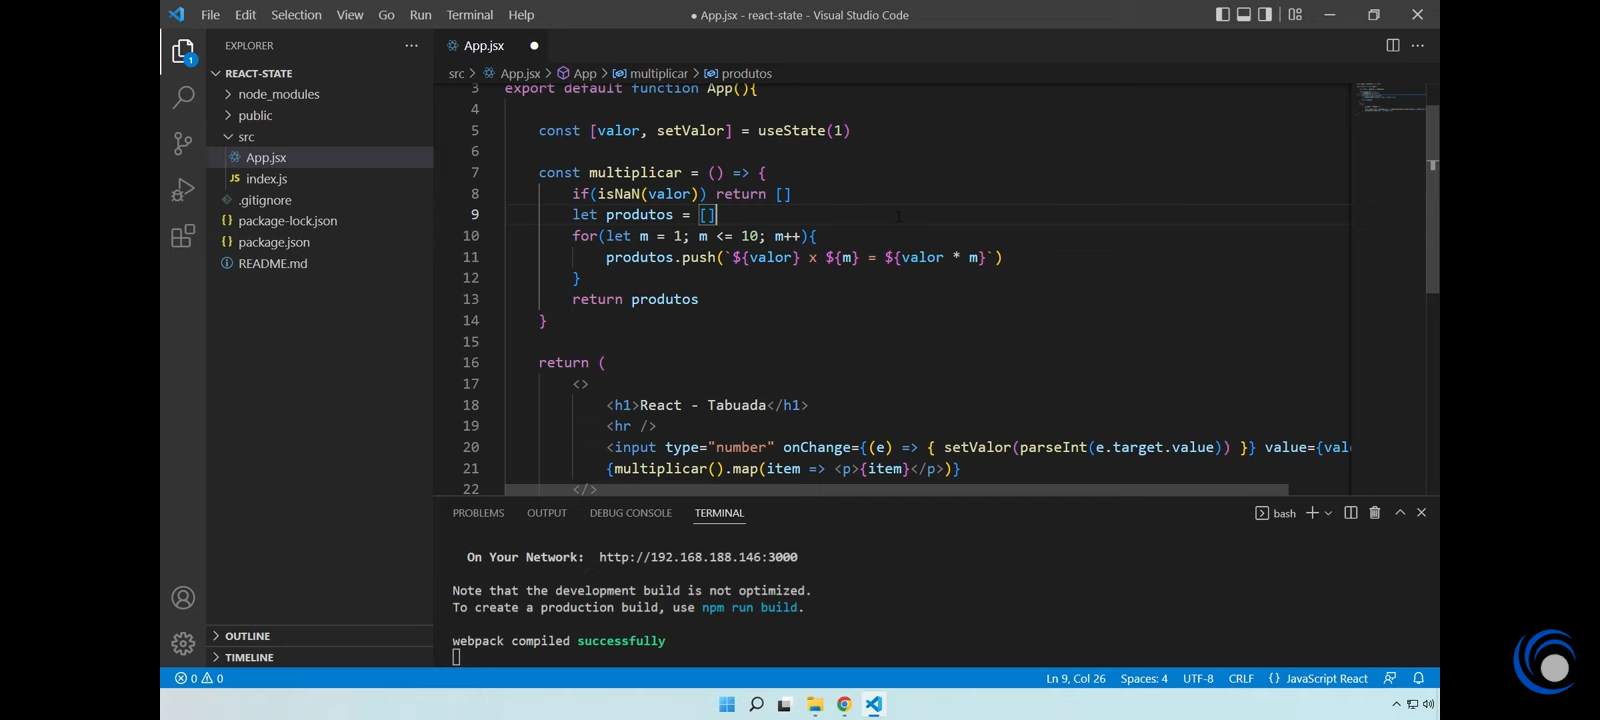 File Edit Selection View Go Run Terminal Help
● App.jsx - react-state - Visual Studio Code
EXPLORER
1
REACT-STATE
node_modules
public
src
App.jsx
JS index.js
.gitignore
{} package-lock.json
{} package.json
README.md
OUTLINE
TIMELINE
App.jsx
src > App.jsx > App > multiplicar > produtos
3 export default function App(){
4
5 const [valor, setValor] = useState(1)
6
7 const multiplicar = () => {
8 if(isNaN(valor)) return []
9 let produtos = []
10 for(let m = 1; m <= 10; m++){
11 produtos.push(`${valor} x ${m} = ${valor * m}`)
12 }
13 return produtos
14 }
15
16 return (
17 <>
18 <h1>React - Tabuada</h1>
19 <hr />
20 <input type="number" onChange={(e) => { setValor(parseInt(e.target.value)) }} value={val
21 {multiplicar().map(item => <p>{item}</p>)}
22 </>
PROBLEMS OUTPUT DEBUG CONSOLE TERMINAL
bash
On Your Network: http://192.168.188.146:3000
Note that the development build is not optimized.
To create a production build, use npm run build.
webpack compiled successfully
0 0
Ln 9, Col 26 Spaces: 4 UTF-8 CRLF {} JavaScript React